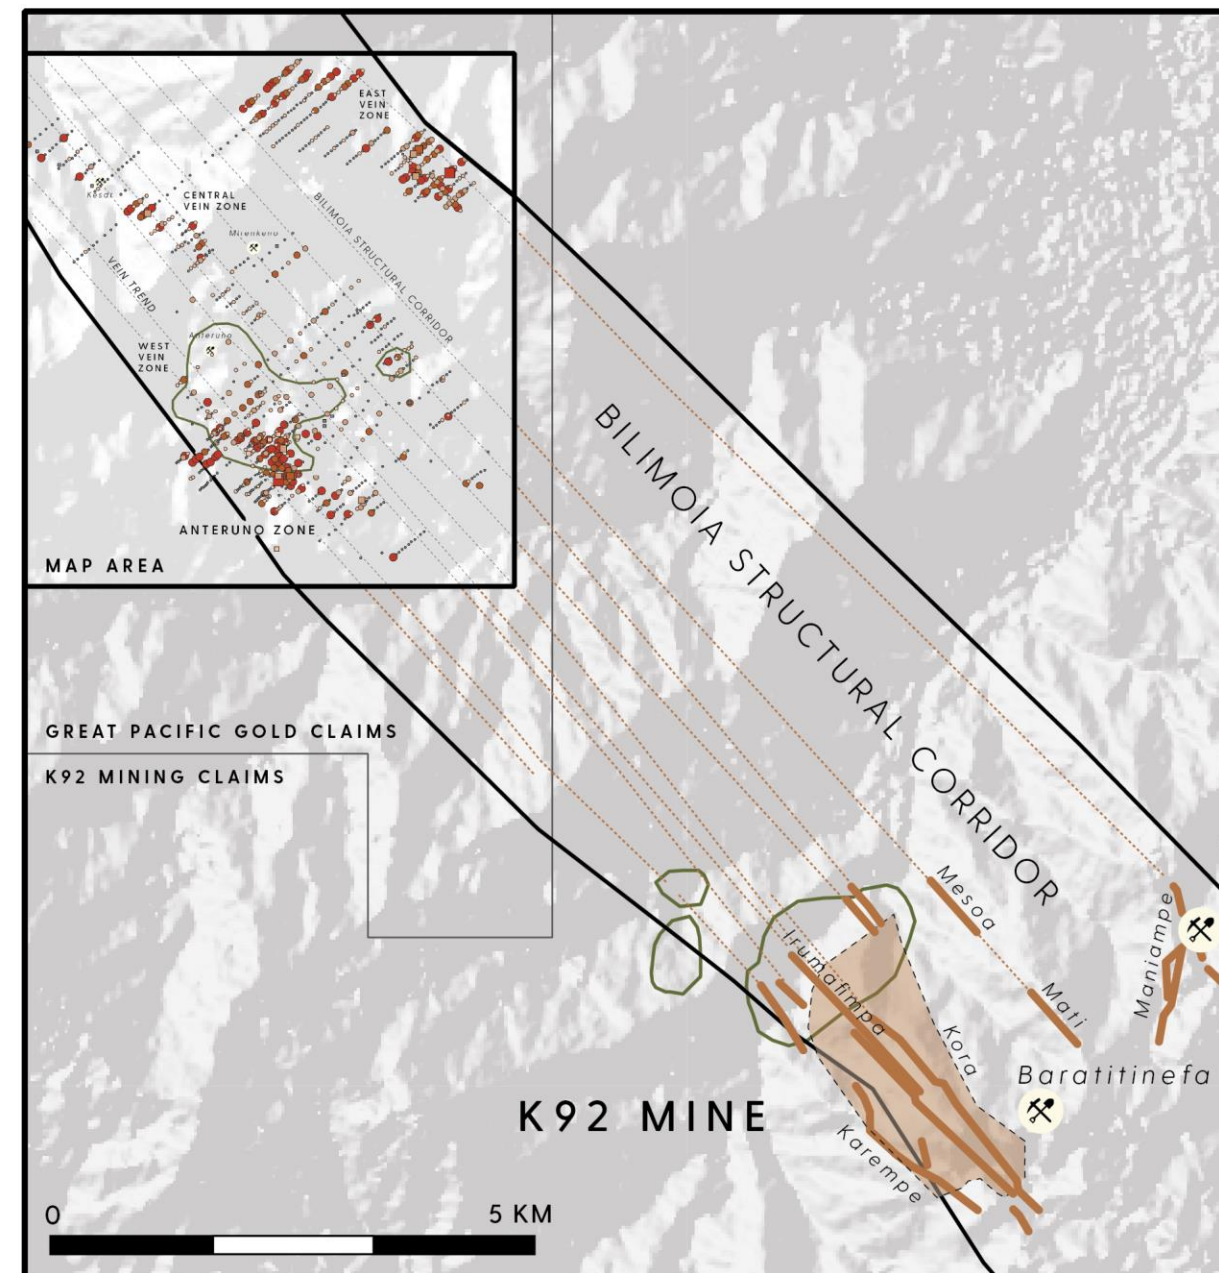 EAST
VEIN
ZONE
CENTRAL
VEIN ZONE
Mirenkeno
BILIMOIA STRUCTURAL CORRIDOR
VEIN TREND
Anteruno
WEST
VEIN
ZONE
ANTERUNO ZONE
MAP AREA
BILIMOIA STRUCTURAL CORRIDOR
GREAT PACIFIC GOLD CLAIMS
K92 MINING CLAIMS
Mesoa
Maniampe
Irumafimpa
Mati
Kora
Baratitinefa
K92 MINE
Karempe
0
5 KM